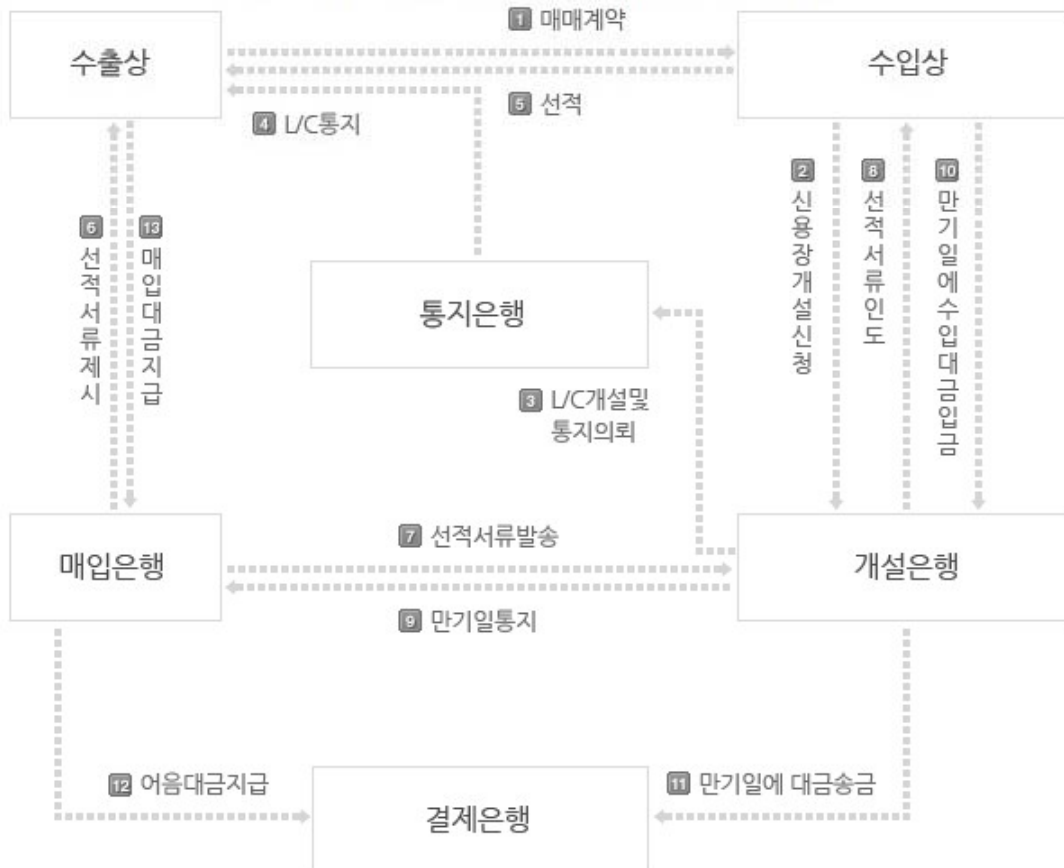 1 매매계약
수출상
수입상
5 선적
4 L/C통지
2 신용장개설신청
8 선적서류인도
10 만기일에수입대금입금
6 선적서류제시
13 매입대금지급
통지은행
3 L/C개설및
통지의뢰
매입은행
7 선적서류발송
개설은행
9 만기일통지
12 어음대금지급
11 만기일에 대금송금
결제은행